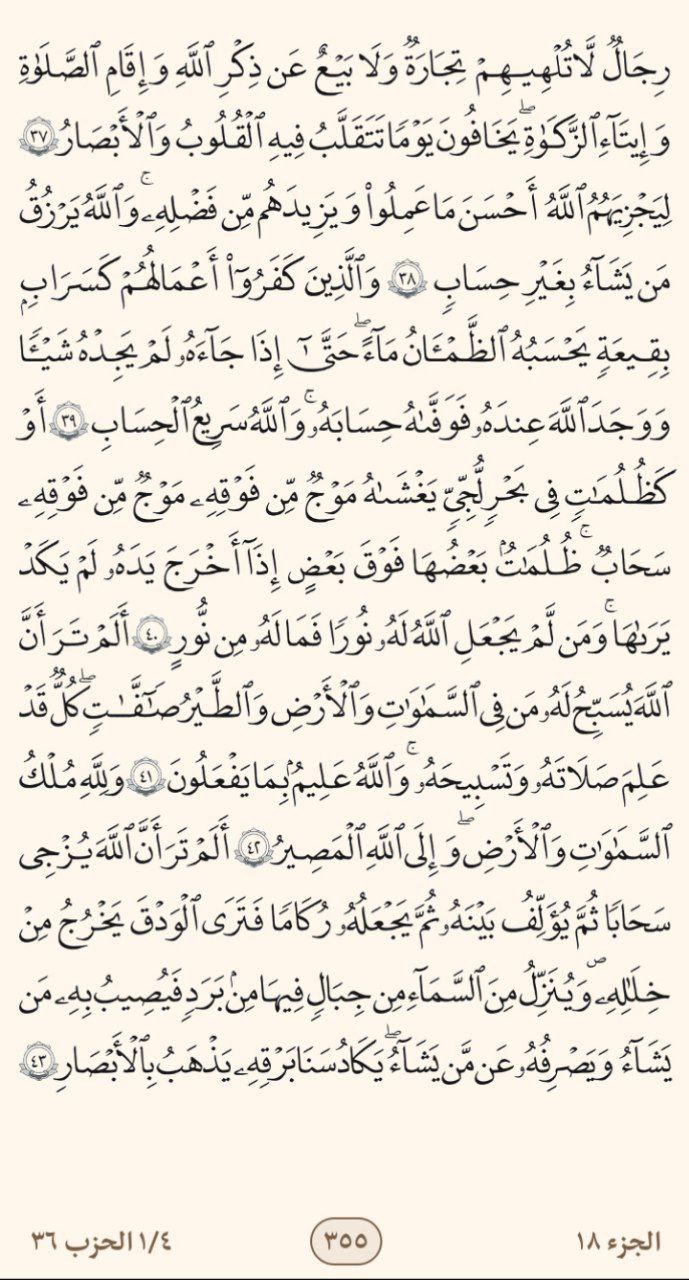 رِجَالٌ لَّا تُلْهِيهِمْ تِجَٰرَةٌ وَلَا بَيْعٌ عَن ذِكْرِ ٱللَّهِ وَإِقَامِ ٱلصَّلَوٰةِ
وَإِيتَآءِ ٱلزَّكَوٰةِ ۙ يَخَافُونَ يَوْمًا تَتَقَلَّبُ فِيهِ ٱلْقُلُوبُ وَٱلْأَبْصَٰرُ ٣٧
لِيَجْزِيَهُمُ ٱللَّهُ أَحْسَنَ مَا عَمِلُوا۟ وَيَزِيدَهُم مِّن فَضْلِهِۦ ۗ وَٱللَّهُ يَرْزُقُ
مَن يَشَآءُ بِغَيْرِ حِسَابٍ ٣٨ وَٱلَّذِينَ كَفَرُوٓا۟ أَعْمَٰلُهُمْ كَسَرَابٍۭ
بِقِيعَةٍ يَحْسَبُهُ ٱلظَّمْـَٔانُ مَآءً ۖ حَتَّىٰٓ إِذَا جَآءَهُۥ لَمْ يَجِدْهُ شَيْـًٔا
وَوَجَدَ ٱللَّهَ عِندَهُۥ فَوَفَّىٰهُ حِسَابَهُۥ ۗ وَٱللَّهُ سَرِيعُ ٱلْحِسَابِ ٣٩ أَوْ
كَظُلُمَٰتٍ فِى بَحْرٍ لُّجِّىٍّ يَغْشَىٰهُ مَوْجٌ مِّن فَوْقِهِۦ مَوْجٌ مِّن فَوْقِهِۦ
سَحَابٌ ۚ ظُلُمَٰتٌۢ بَعْضُهَا فَوْقَ بَعْضٍ إِذَآ أَخْرَجَ يَدَهُۥ لَمْ يَكَدْ
يَرَىٰهَا ۗ وَمَن لَّمْ يَجْعَلِ ٱللَّهُ لَهُۥ نُورًا فَمَا لَهُۥ مِن نُّورٍ ٤٠ أَلَمْ تَرَ أَنَّ
ٱللَّهَ يُسَبِّحُ لَهُۥ مَن فِى ٱلسَّمَٰوَٰتِ وَٱلْأَرْضِ وَٱلطَّيْرُ صَٰٓفَّٰتٍ ۖ كُلٌّ قَدْ
عَلِمَ صَلَاتَهُۥ وَتَسْبِيحَهُۥ ۗ وَٱللَّهُ عَلِيمٌۢ بِمَا يَفْعَلُونَ ٤١ وَلِلَّهِ مُلْكُ
ٱلسَّمَٰوَٰتِ وَٱلْأَرْضِ ۖ وَإِلَى ٱللَّهِ ٱلْمَصِيرُ ٤٢ أَلَمْ تَرَ أَنَّ ٱللَّهَ يُزْجِى
سَحَابًا ثُمَّ يُؤَلِّفُ بَيْنَهُۥ ثُمَّ يَجْعَلُهُۥ رُكَامًا فَتَرَى ٱلْوَدْقَ يَخْرُجُ مِنْ
خِلَٰلِهِۦ وَيُنَزِّلُ مِنَ ٱلسَّمَآءِ مِن جِبَالٍ فِيهَا مِنۢ بَرَدٍ فَيُصِيبُ بِهِۦ مَن
يَشَآءُ وَيَصْرِفُهُۥ عَن مَّن يَشَآءُ ۖ يَكَادُ سَنَا بَرْقِهِۦ يَذْهَبُ بِٱلْأَبْصَٰرِ ٤٣
الجزء ١٨ ٣٥٥ ١/٤ الحزب ٣٦